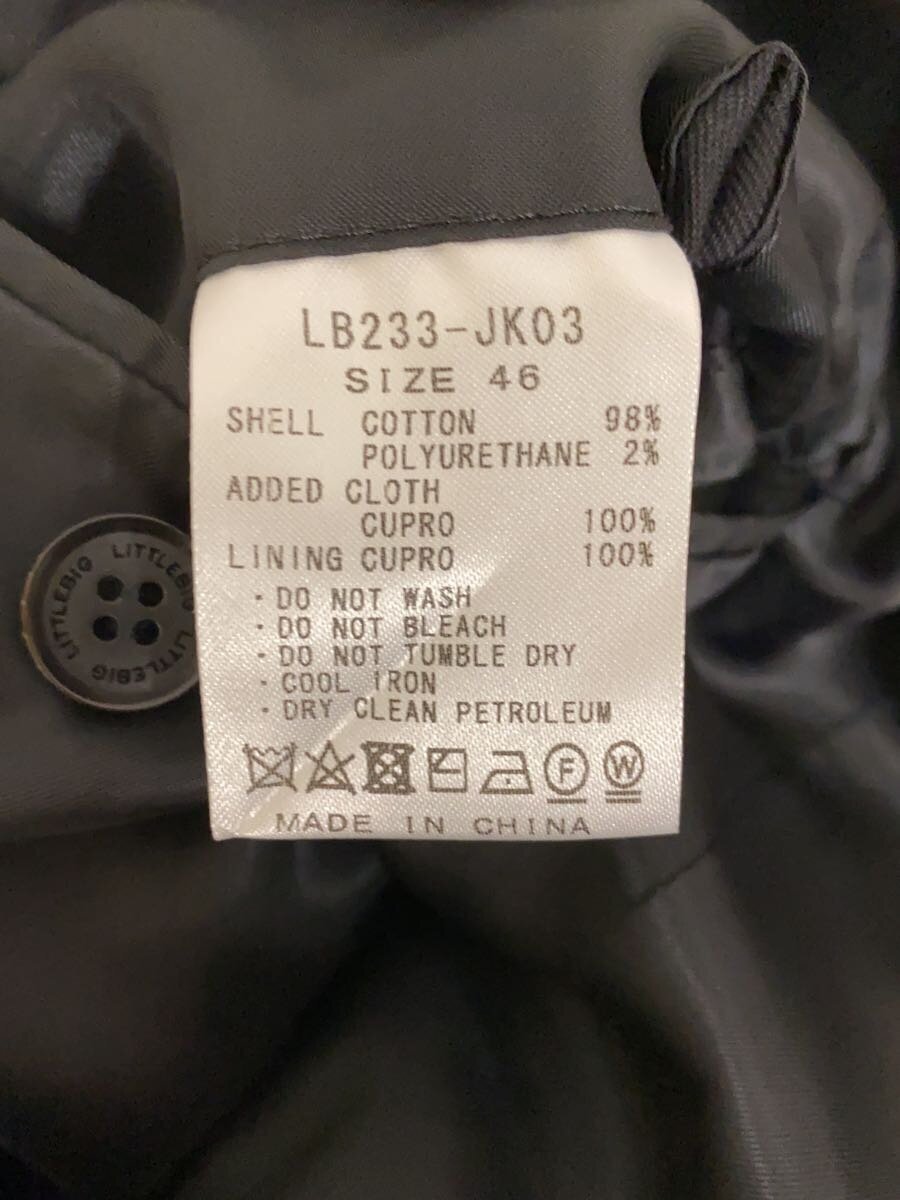 LB233-JK03
SIZE 46
SHELL COTTON 98%
POLYURETHANE 2%
ADDED CLOTH
CUPRO 100%
LINING CUPRO 100%
・DO NOT WASH
・DO NOT BLEACH
・DO NOT TUMBLE DRY
・COOL IRON
・DRY CLEAN PETROLEUM
F W
MADE IN CHINA
LITTLEBIG LITTLEBIG LITTLEBIG